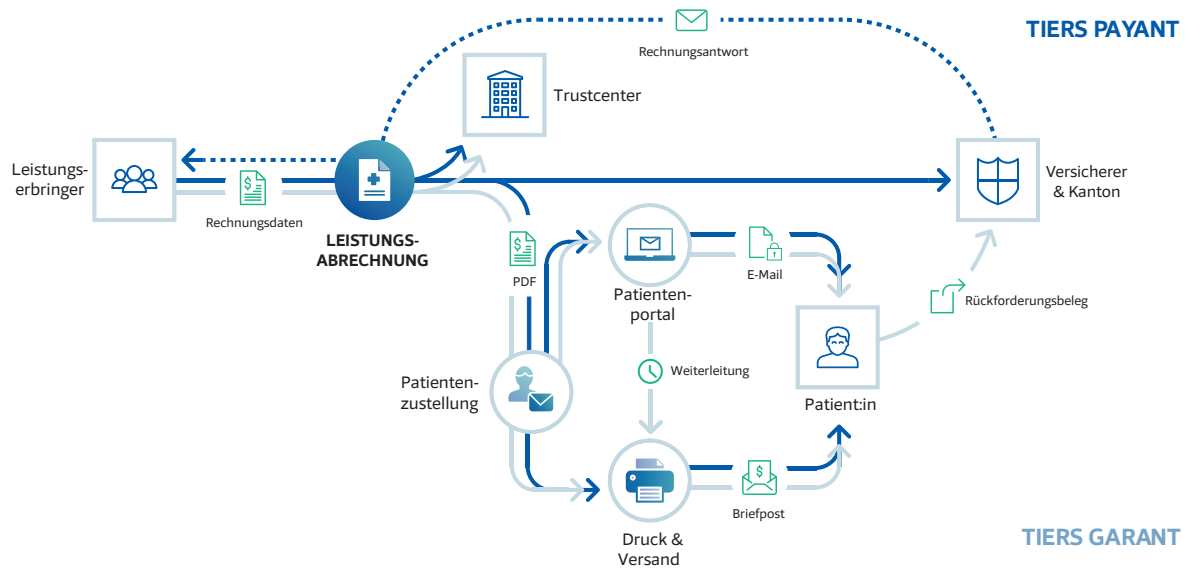 TIERS PAYANT
Rechnungsantwort
Trustcenter
Leistungs-
erbringer
Versicherer
& Kanton
Rechnungsdaten
LEISTUNGS-
ABRECHNUNG
PDF
E-Mail
Patienten-
portal
Rückforderungsbeleg
Weiterleitung
Patienten-
zustellung
Patient:in
Briefpost
Druck &
Versand
TIERS GARANT